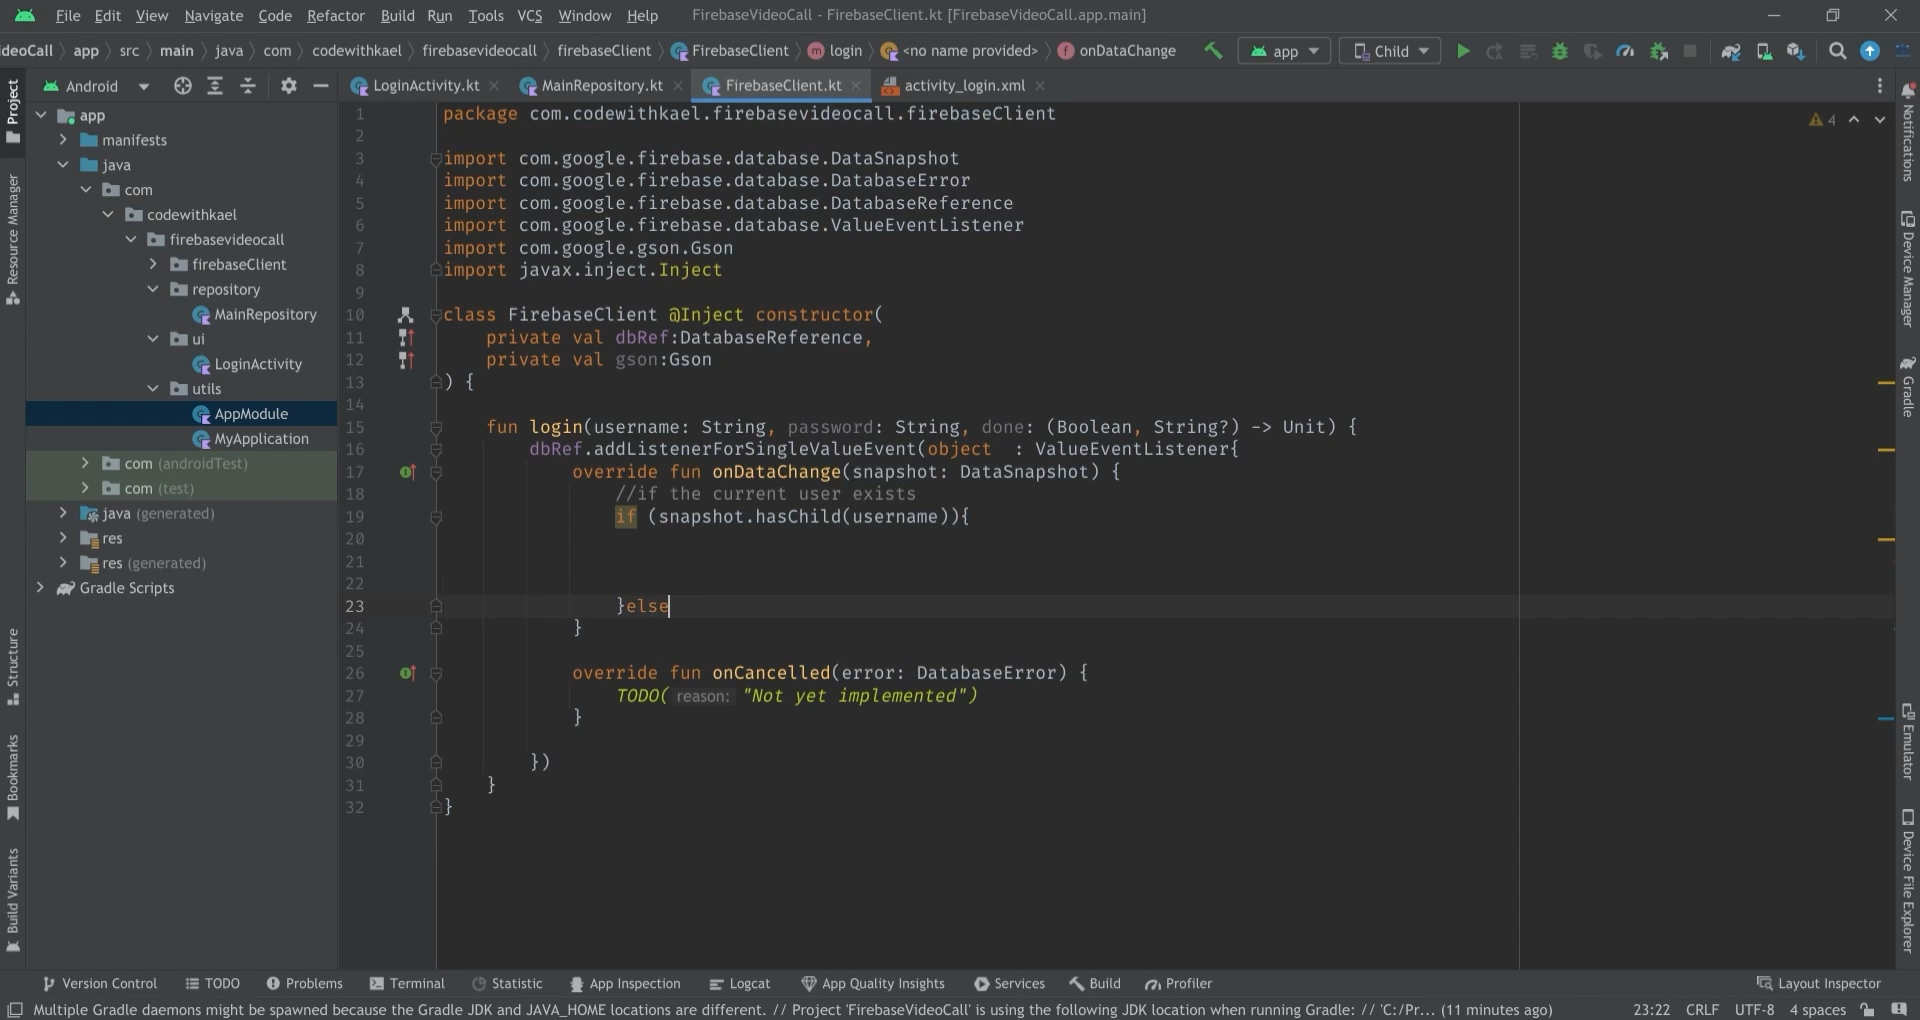 File Edit View Navigate Code Refactor Build Run Tools VCS Window Help FirebaseVideoCall - FirebaseClient.kt [FirebaseVideoCall.app.main]
deoCall app src main java com codewithkael firebasevideocall firebaseClient FirebaseClient login <no name provided> onDataChange app Child
Android LoginActivity.kt MainRepository.kt FirebaseClient.kt activity_login.xml
Project
Resource Manager
Structure
Bookmarks
Build Variants
app
manifests
java
com
codewithkael
firebasevideocall
firebaseClient
repository
MainRepository
ui
LoginActivity
utils
AppModule
MyApplication
com (androidTest)
com (test)
java (generated)
res
res (generated)
Gradle Scripts
4
1 package com.codewithkael.firebasevideocall.firebaseClient
2
3 import com.google.firebase.database.DataSnapshot
4 import com.google.firebase.database.DatabaseError
5 import com.google.firebase.database.DatabaseReference
6 import com.google.firebase.database.ValueEventListener
7 import com.google.gson.Gson
8 import javax.inject.Inject
9
10 class FirebaseClient @Inject constructor(
11 private val dbRef:DatabaseReference,
12 private val gson:Gson
13 ) {
14
15 fun login(username: String, password: String, done: (Boolean, String?) -> Unit) {
16 dbRef.addListenerForSingleValueEvent(object : ValueEventListener{
17 override fun onDataChange(snapshot: DataSnapshot) {
18 //if the current user exists
19 if (snapshot.hasChild(username)){
20
21
22
23 }else
24 }
25
26 override fun onCancelled(error: DatabaseError) {
27 TODO( reason: "Not yet implemented")
28 }
29
30 })
31 }
32 }
Notifications
Device Manager
Gradle
Emulator
Device File Explorer
Version Control TODO Problems Terminal Statistic App Inspection Logcat App Quality Insights Services Build Profiler Layout Inspector
Multiple Gradle daemons might be spawned because the Gradle JDK and JAVA_HOME locations are different. // Project 'FirebaseVideoCall' is using the following JDK location when running Gradle: // 'C:/Pr... (11 minutes ago) 23:22 CRLF UTF-8 4 spaces